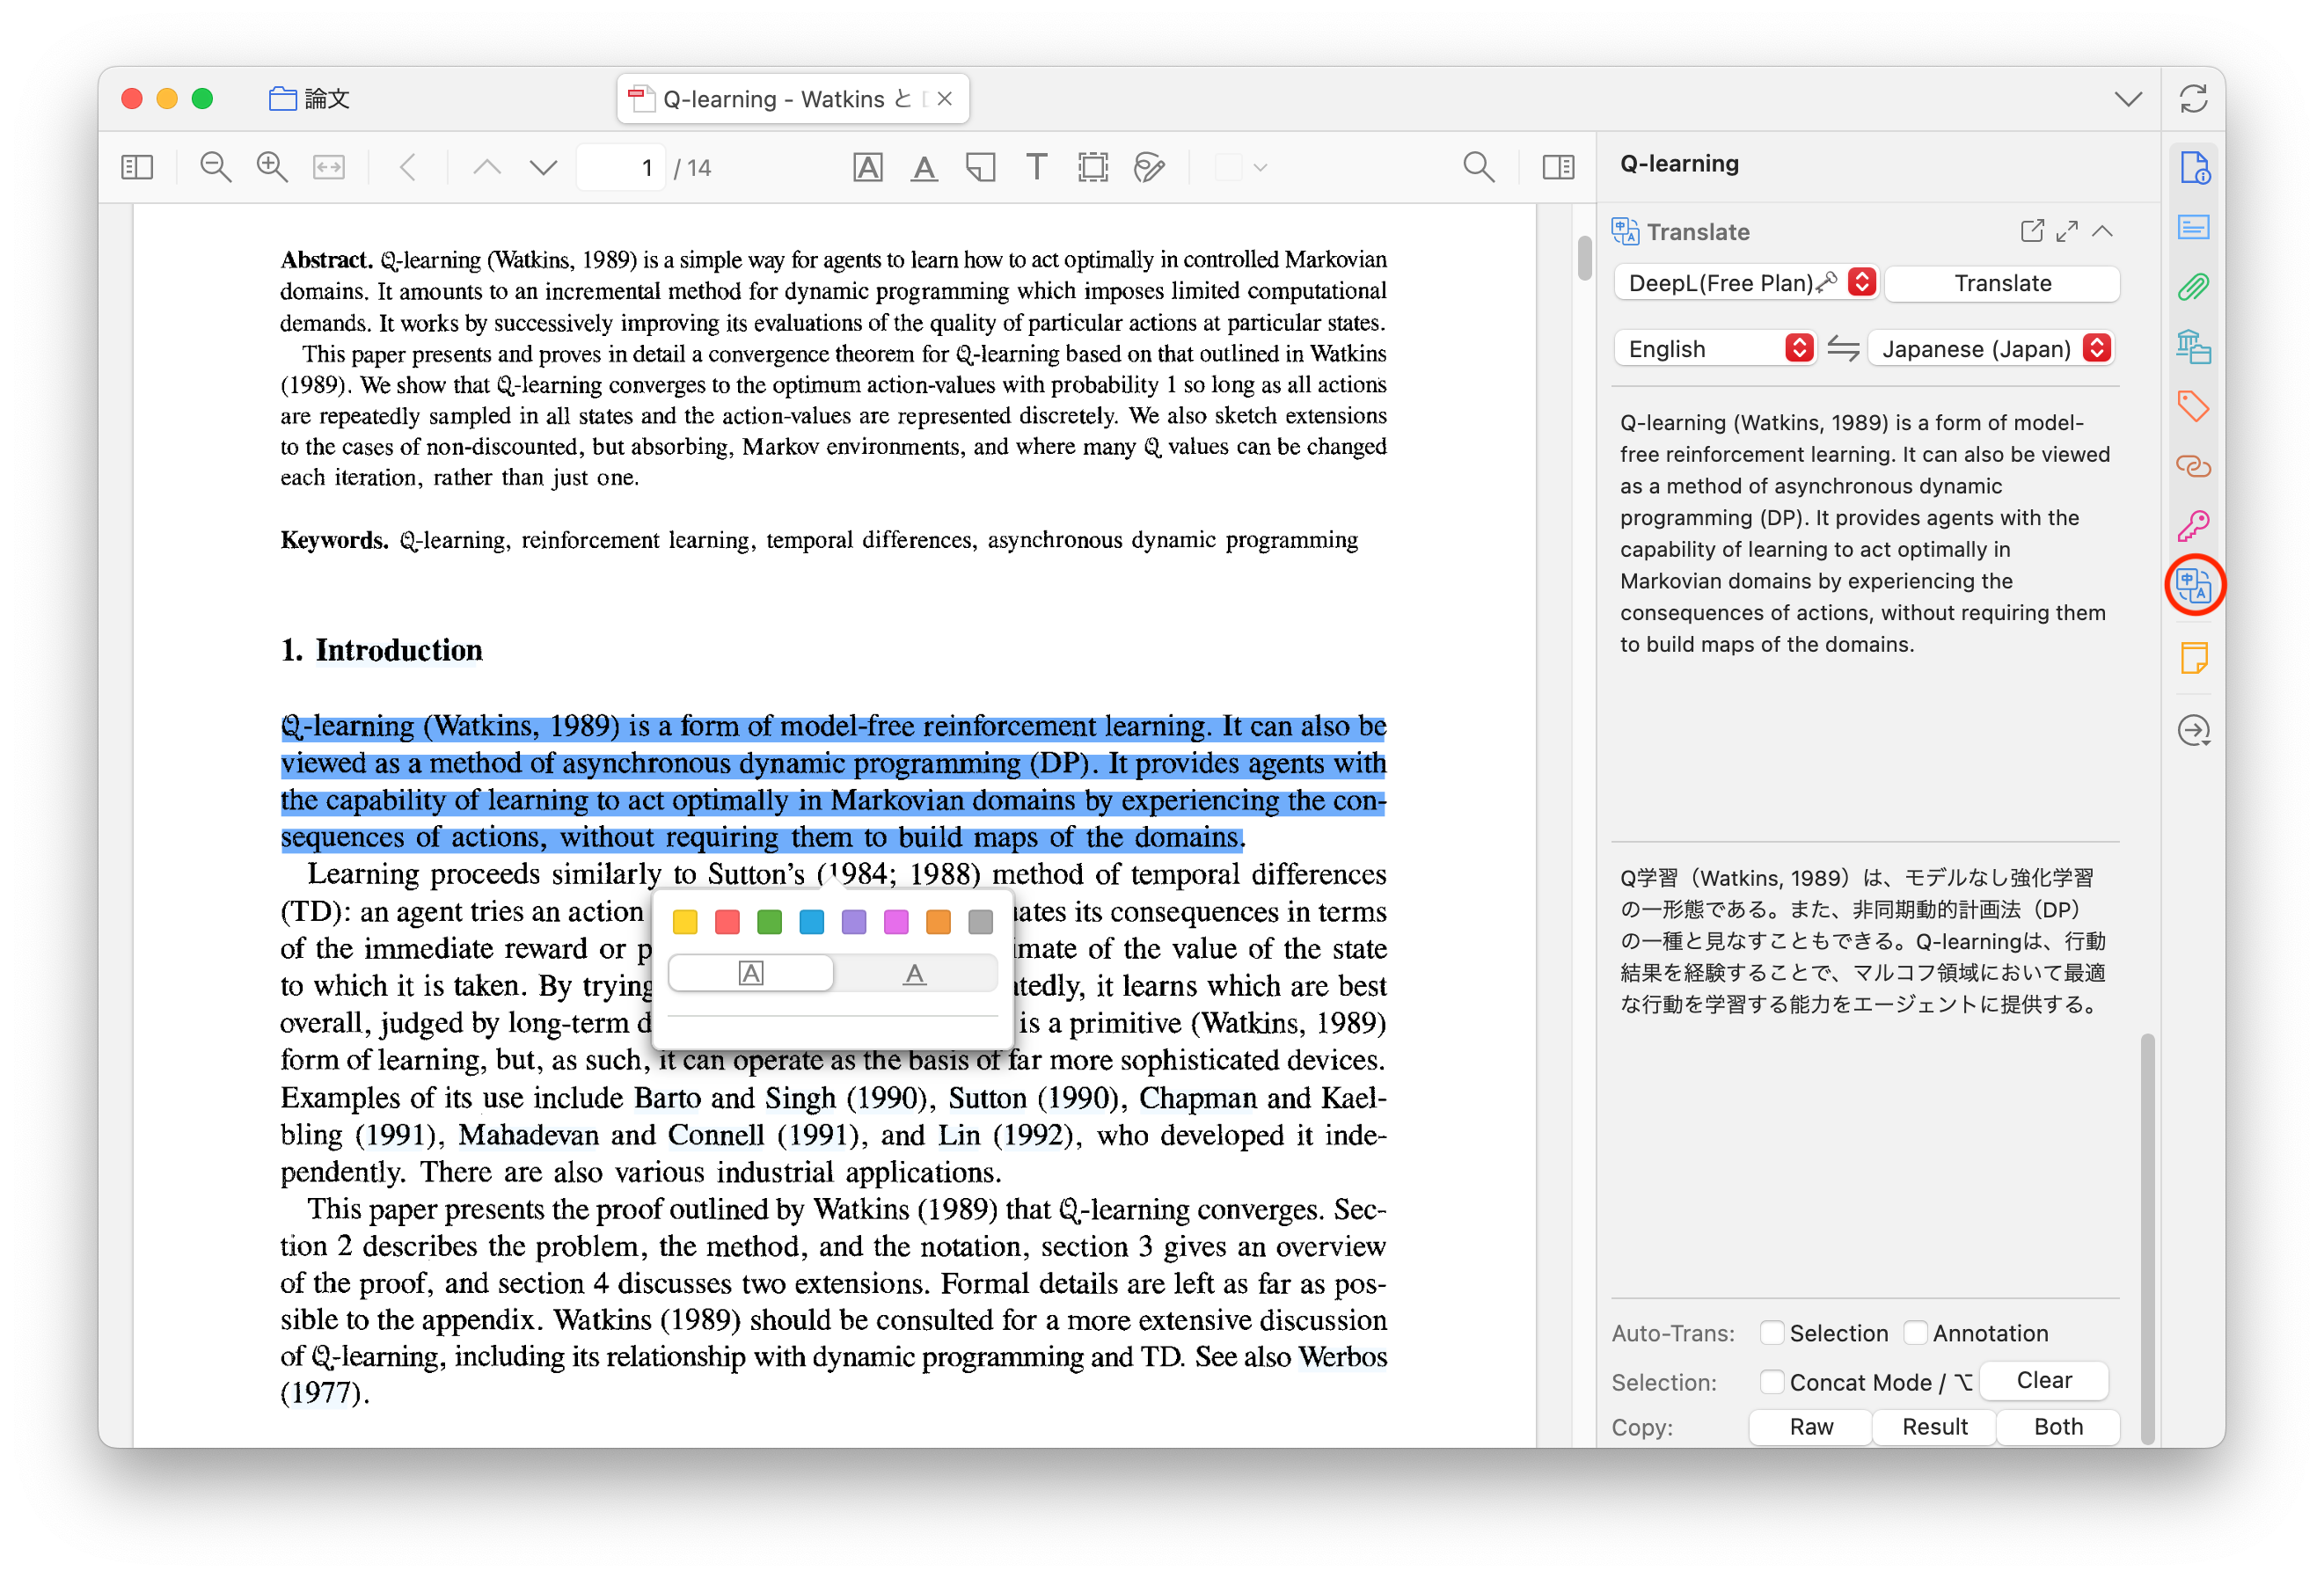 論文
Q-learning - Watkins と
1 / 14
Q-learning
Abstract. Q-learning (Watkins, 1989) is a simple way for agents to learn how to act optimally in controlled Markovian
domains. It amounts to an incremental method for dynamic programming which imposes limited computational
demands. It works by successively improving its evaluations of the quality of particular actions at particular states.
This paper presents and proves in detail a convergence theorem for Q-learning based on that outlined in Watkins
(1989). We show that Q-learning converges to the optimum action-values with probability 1 so long as all actions
are repeatedly sampled in all states and the action-values are represented discretely. We also sketch extensions
to the cases of non-discounted, but absorbing, Markov environments, and where many Q values can be changed
each iteration, rather than just one.
Keywords. Q-learning, reinforcement learning, temporal differences, asynchronous dynamic programming
1. Introduction
Q-learning (Watkins, 1989) is a form of model-free reinforcement learning. It can also be
viewed as a method of asynchronous dynamic programming (DP). It provides agents with
the capability of learning to act optimally in Markovian domains by experiencing the con-
sequences of actions, without requiring them to build maps of the domains.
Learning proceeds similarly to Sutton's (1984; 1988) method of temporal differences
(TD): an agent tries an action ates its consequences in terms
of the immediate reward or p imate of the value of the state
to which it is taken. By trying atedly, it learns which are best
overall, judged by long-term d is a primitive (Watkins, 1989)
form of learning, but, as such, it can operate as the basis of far more sophisticated devices.
Examples of its use include Barto and Singh (1990), Sutton (1990), Chapman and Kael-
bling (1991), Mahadevan and Connell (1991), and Lin (1992), who developed it inde-
pendently. There are also various industrial applications.
This paper presents the proof outlined by Watkins (1989) that Q-learning converges. Sec-
tion 2 describes the problem, the method, and the notation, section 3 gives an overview
of the proof, and section 4 discusses two extensions. Formal details are left as far as pos-
sible to the appendix. Watkins (1989) should be consulted for a more extensive discussion
of Q-learning, including its relationship with dynamic programming and TD. See also Werbos
(1977).
Translate
DeepL(Free Plan) Translate
English Japanese (Japan)
Q-learning (Watkins, 1989) is a form of model-
free reinforcement learning. It can also be viewed
as a method of asynchronous dynamic
programming (DP). It provides agents with the
capability of learning to act optimally in
Markovian domains by experiencing the
consequences of actions, without requiring them
to build maps of the domains.
Q学習（Watkins, 1989）は、モデルなし強化学習
の一形態である。また、非同期動的計画法（DP）
の一種と見なすこともできる。Q-learningは、行動
結果を経験することで、マルコフ領域において最適
な行動を学習する能力をエージェントに提供する。
Auto-Trans: Selection Annotation
Selection: Concat Mode / ⌥ Clear
Copy: Raw Result Both